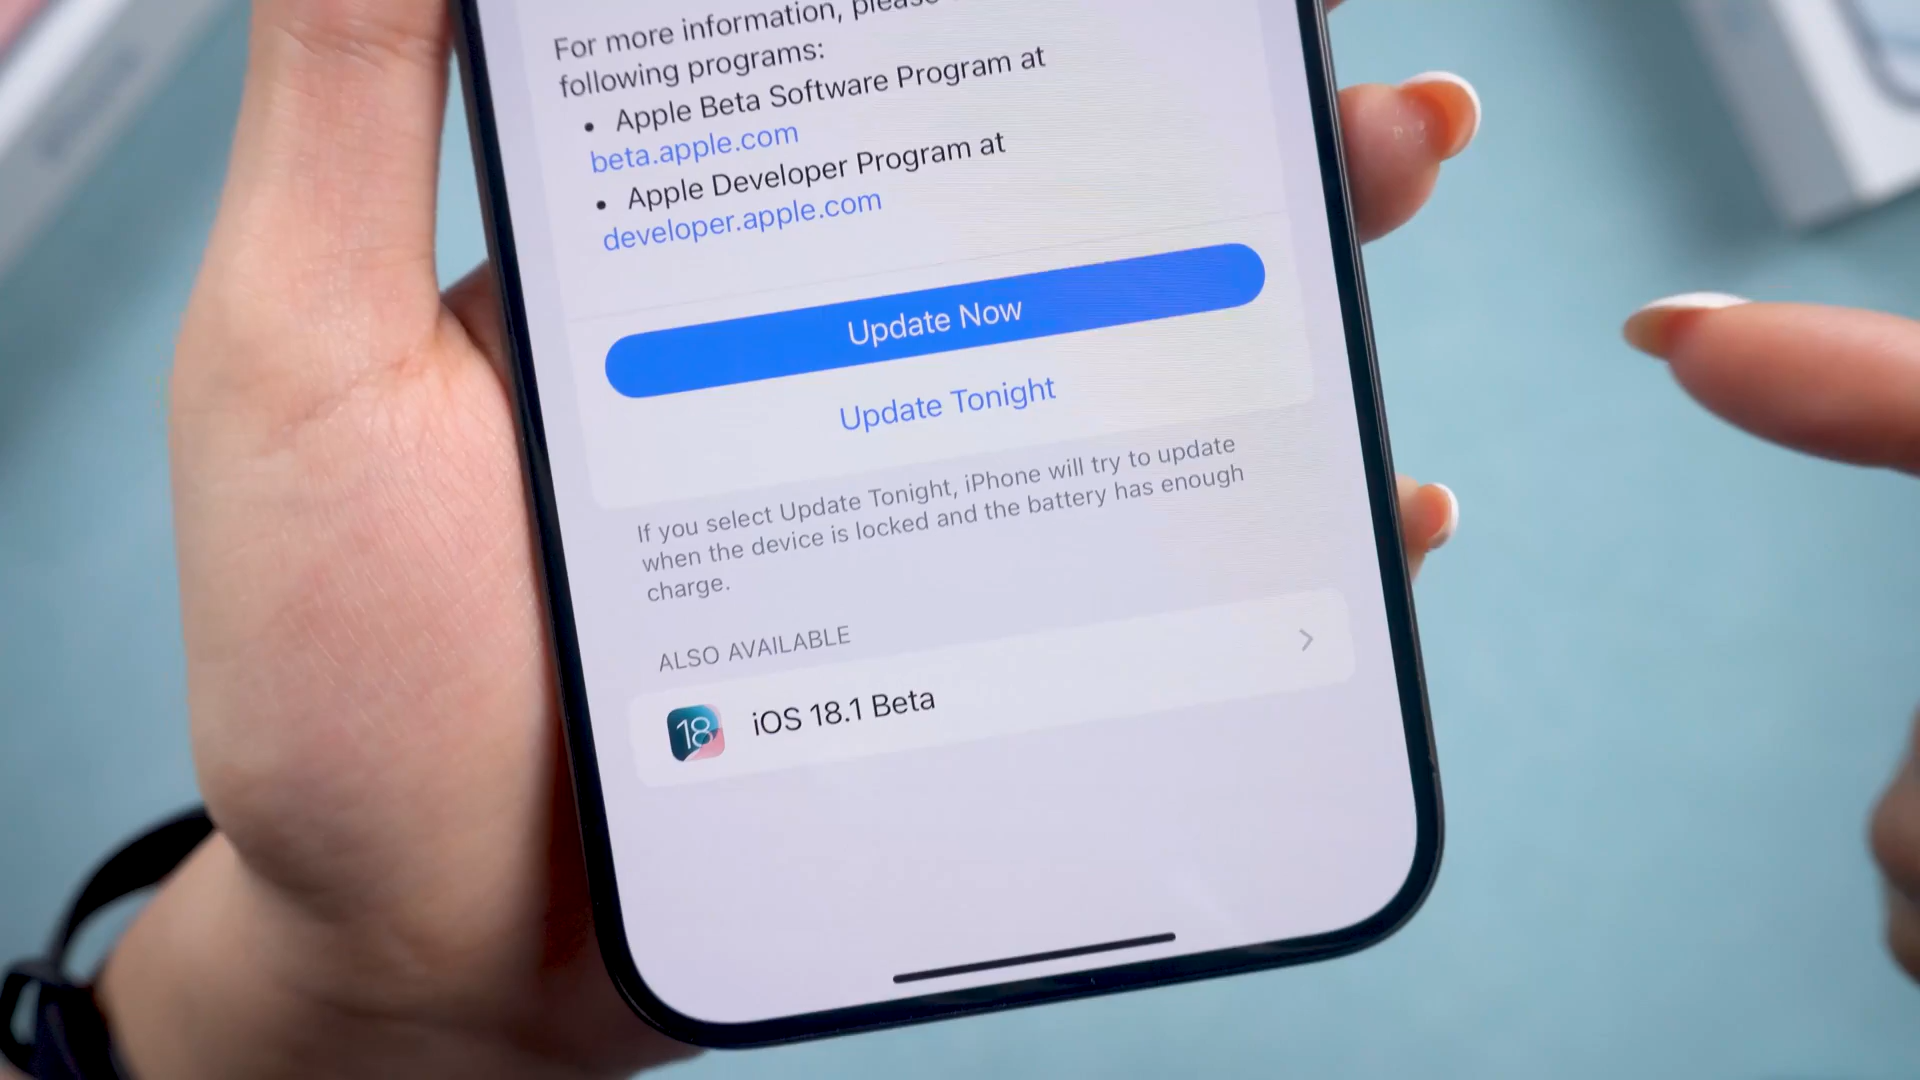 For more information, please
following programs:
• Apple Beta Software Program at
beta.apple.com
• Apple Developer Program at
developer.apple.com
Update Now
Update Tonight
If you select Update Tonight, iPhone will try to update
when the device is locked and the battery has enough
charge.
ALSO AVAILABLE
18 iOS 18.1 Beta